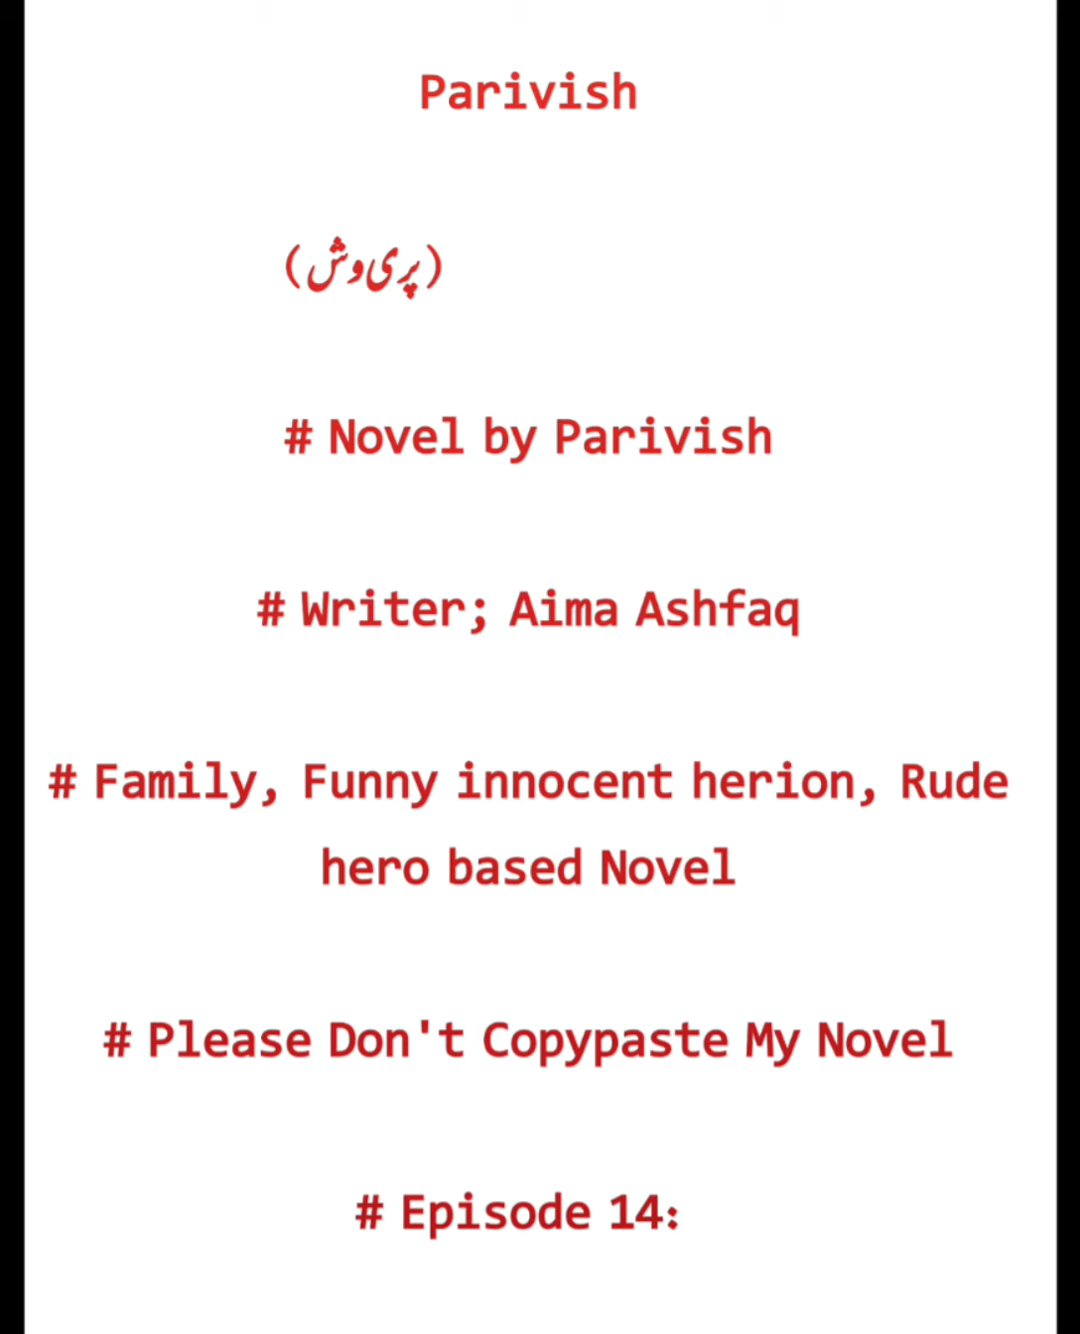 Parivish
(پری وش)
# Novel by Parivish
# Writer; Aima Ashfaq
# Family, Funny innocent herion, Rude
hero based Novel
# Please Don't Copypaste My Novel
# Episode 14: